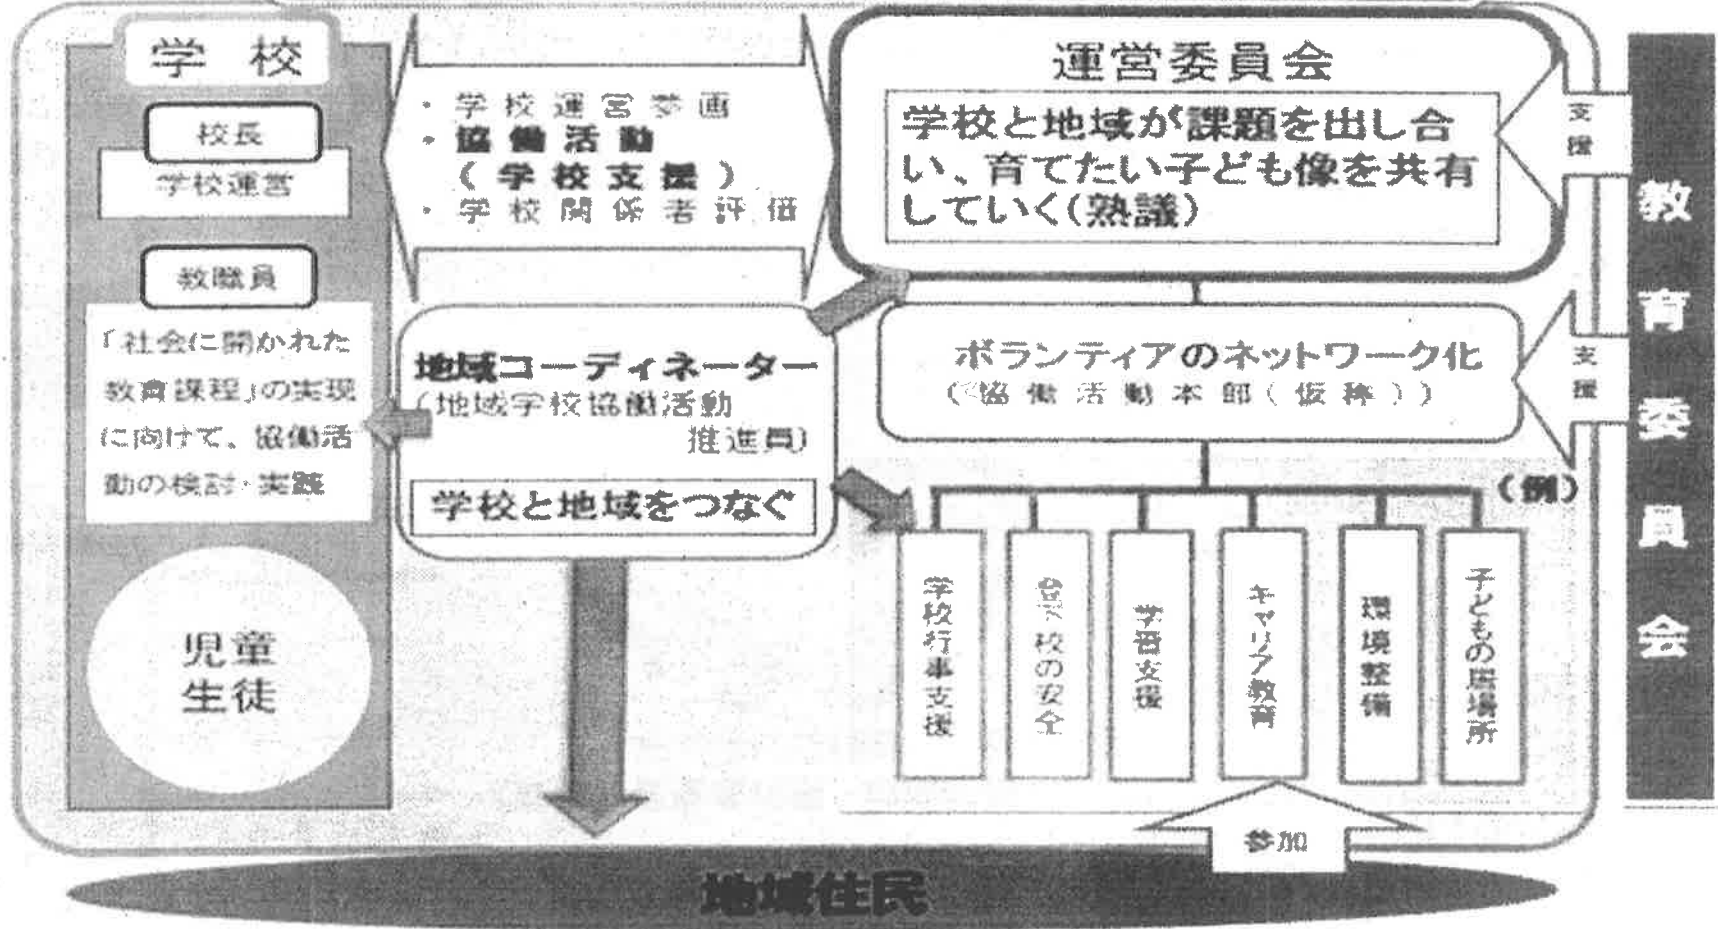 学校
校長
学校運営
教職員
「社会に開かれた
教育課程」の実現
に向けて、協働活
動の検討・実践
児童
生徒
・学校運営参画
・協働活動
(学校支援)
・学校関係者評価
運営委員会
学校と地域が課題を出し合
い、育てたい子ども像を共有
していく(熟議)
支援
地域コーディネーター
(地域学校協働活動
推進員)
学校と地域をつなぐ
ボランティアのネットワーク化
(協働活動本部(仮称))
支援
(例)
学校行事支援
登下校の安全
学習支援
キャリア教育
環境整備
子どもの居場所
参加
地域住民
教育委員会